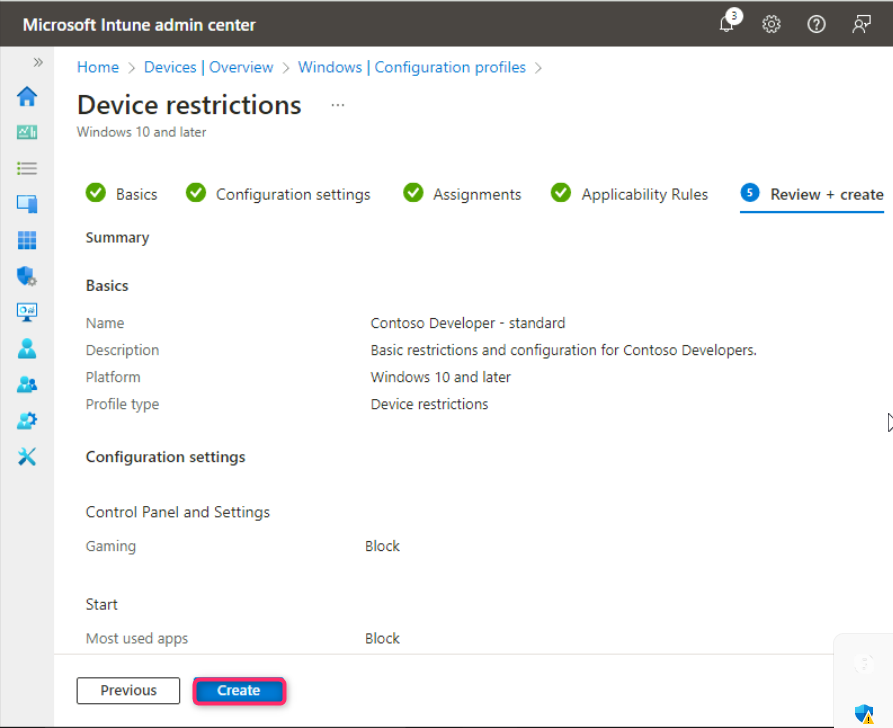 Microsoft Intune admin center
3
»
Home > Devices | Overview > Windows | Configuration profiles >
Device restrictions ...
Windows 10 and later
Basics Configuration settings Assignments Applicability Rules 5 Review + create
Summary
Basics
Name Contoso Developer - standard
Description Basic restrictions and configuration for Contoso Developers.
Platform Windows 10 and later
Profile type Device restrictions
Configuration settings
Control Panel and Settings
Gaming Block
Start
Most used apps Block
Previous Create